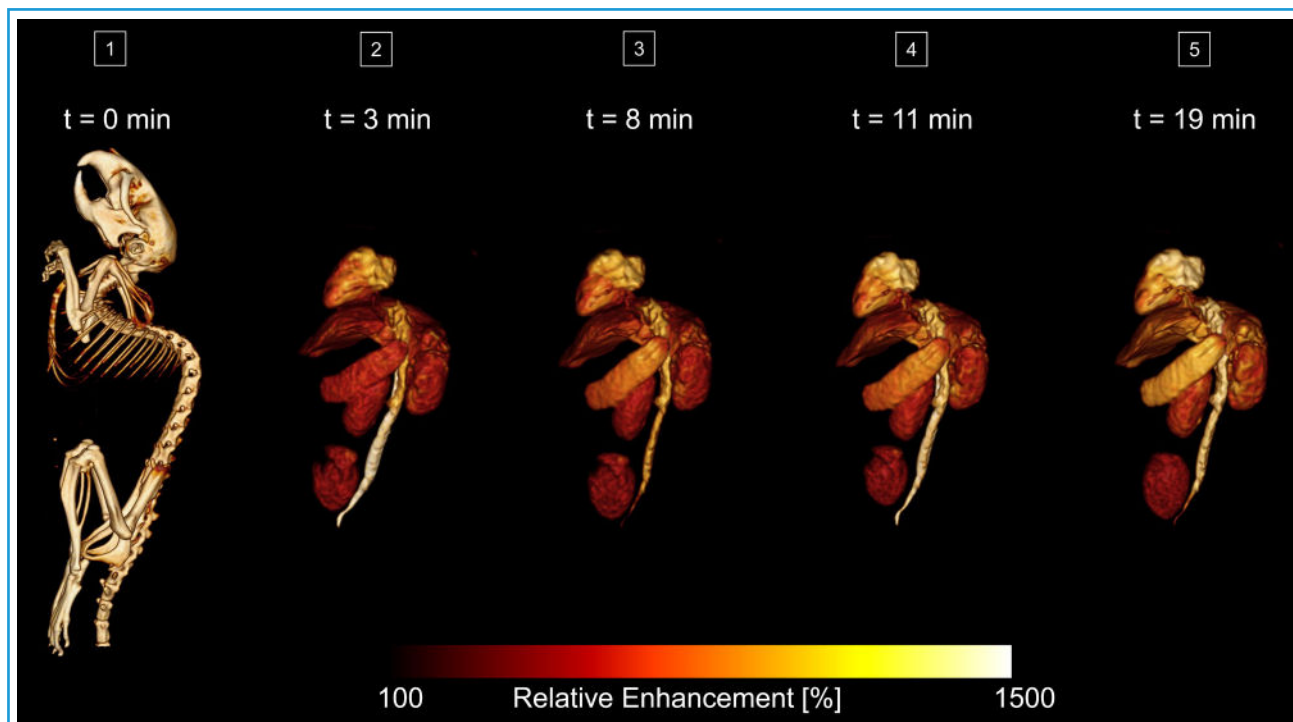 1
2
3
4
5
t = 0 min
t = 3 min
t = 8 min
t = 11 min
t = 19 min
100
Relative Enhancement [%]
1500